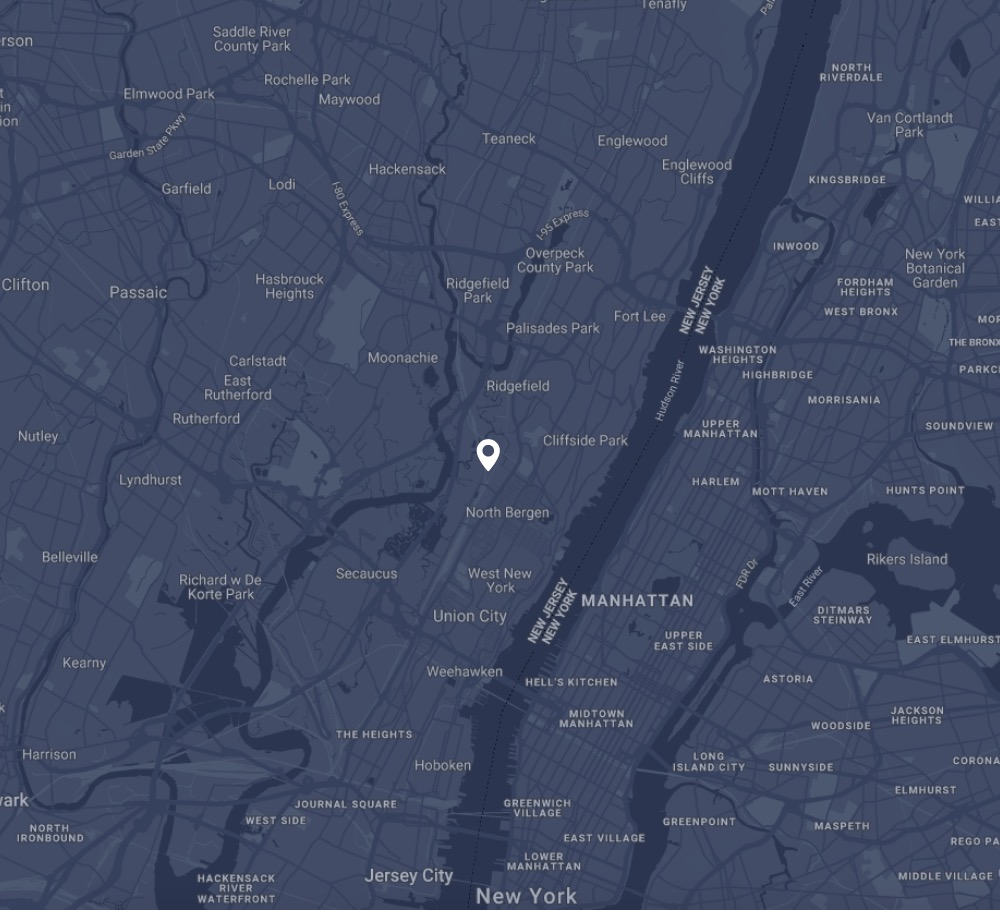 Tenafly
Saddle River
County Park
NORTH
RIVERDALE
Rochelle Park
Elmwood Park
Maywood
Van Cortlandt
Park
Garden State Pkwy
Teaneck
Englewood
Hackensack
Englewood
Cliffs
KINGSBRIDGE
Garfield
Lodi
I-80 Express
I-95 Express
INWOOD
Overpeck
County Park
New York
Botanical
Garden
Clifton
Passaic
Hasbrouck
Heights
Ridgefield
Park
FORDHAM
HEIGHTS
WEST BRONX
NEW JERSEY
NEW YORK
Fort Lee
Palisades Park
THE BRONX
WASHINGTON
HEIGHTS
Carlstadt
Moonachie
HIGHBRIDGE
East
Rutherford
Ridgefield
Hudson River
MORRISANIA
Rutherford
UPPER
MANHATTAN
SOUNDVIEW
Nutley
Cliffside Park
Lyndhurst
HARLEM
MOTT HAVEN
HUNTS POINT
North Bergen
Belleville
Rikers Island
Secaucus
West New
York
Richard w De
Korte Park
FDR Dr
East River
NEW JERSEY
NEW YORK
MANHATTAN
Union City
DITMARS
STEINWAY
UPPER
EAST SIDE
EAST ELMHURST
Kearny
Weehawken
HELL'S KITCHEN
ASTORIA
MIDTOWN
MANHATTAN
JACKSON
HEIGHTS
WOODSIDE
THE HEIGHTS
Harrison
Hoboken
LONG
ISLAND CITY
SUNNYSIDE
CORONA
ELMHURST
JOURNAL SQUARE
GREENWICH
VILLAGE
WEST SIDE
GREENPOINT
MASPETH
NORTH
IRONBOUND
EAST VILLAGE
LOWER
MANHATTAN
Jersey City
MIDDLE VILLAGE
HACKENSACK
RIVER
WATERFRONT
New York